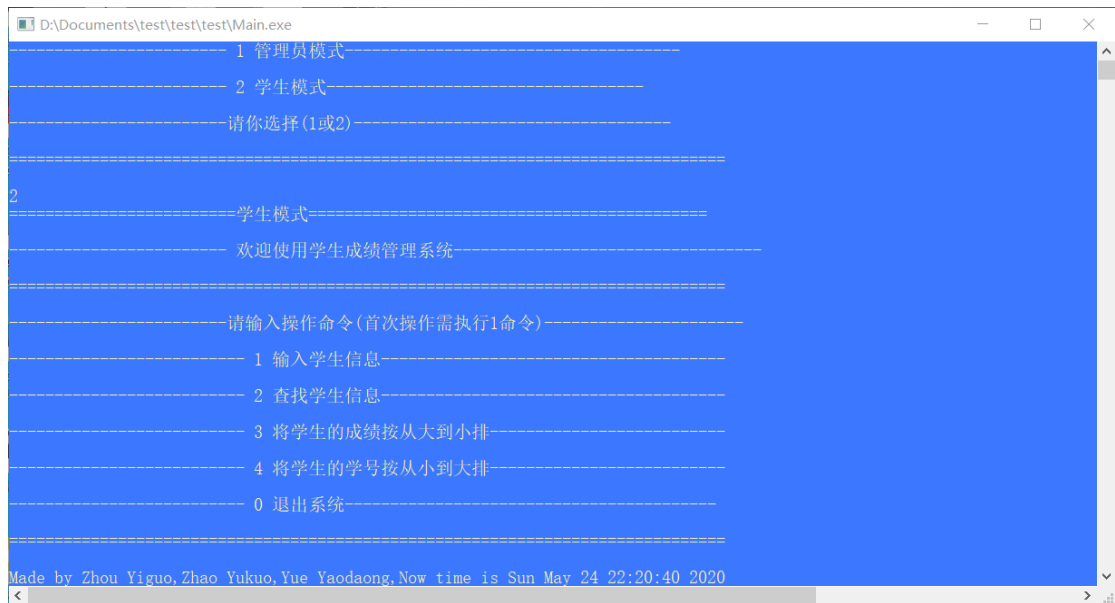 D:\Documents\test\test\test\Main.exe
------------------------ 1 管理员模式-------------------------------------
------------------------ 2 学生模式-----------------------------------
------------------------请你选择(1或2)-----------------------------------
===============================================================================
2
=========================学生模式============================================
------------------------ 欢迎使用学生成绩管理系统----------------------------------
===============================================================================
------------------------请输入操作命令(首次操作需执行1命令)----------------------
-------------------------- 1 输入学生信息--------------------------------------
-------------------------- 2 查找学生信息--------------------------------------
-------------------------- 3 将学生的成绩按从大到小排--------------------------
-------------------------- 4 将学生的学号按从小到大排--------------------------
-------------------------- 0 退出系统-----------------------------------------
===============================================================================
Made by Zhou Yiguo,Zhao Yukuo,Yue Yaodaong,Now time is Sun May 24 22:20:40 2020